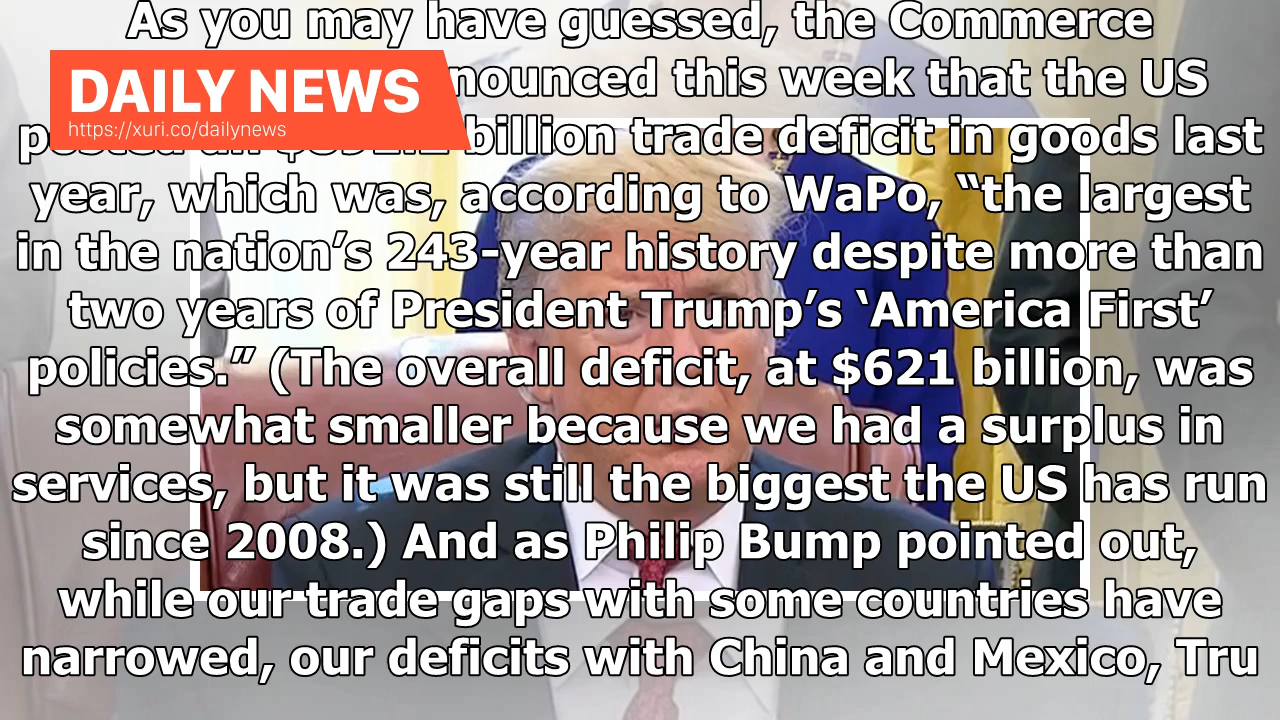 As you may have guessed, the Commerce
DAILY NEWS
https://xuri.co/dailynews
nounced this week that the US
billion trade deficit in goods last
year, which was, according to WaPo, “the largest
in the nation’s 243-year history despite more than
two years of President Trump’s ‘America First’
policies.” (The overall deficit, at $621 billion, was
somewhat smaller because we had a surplus in
services, but it was still the biggest the US has run
since 2008.) And as Philip Bump pointed out,
while our trade gaps with some countries have
narrowed, our deficits with China and Mexico, Tru